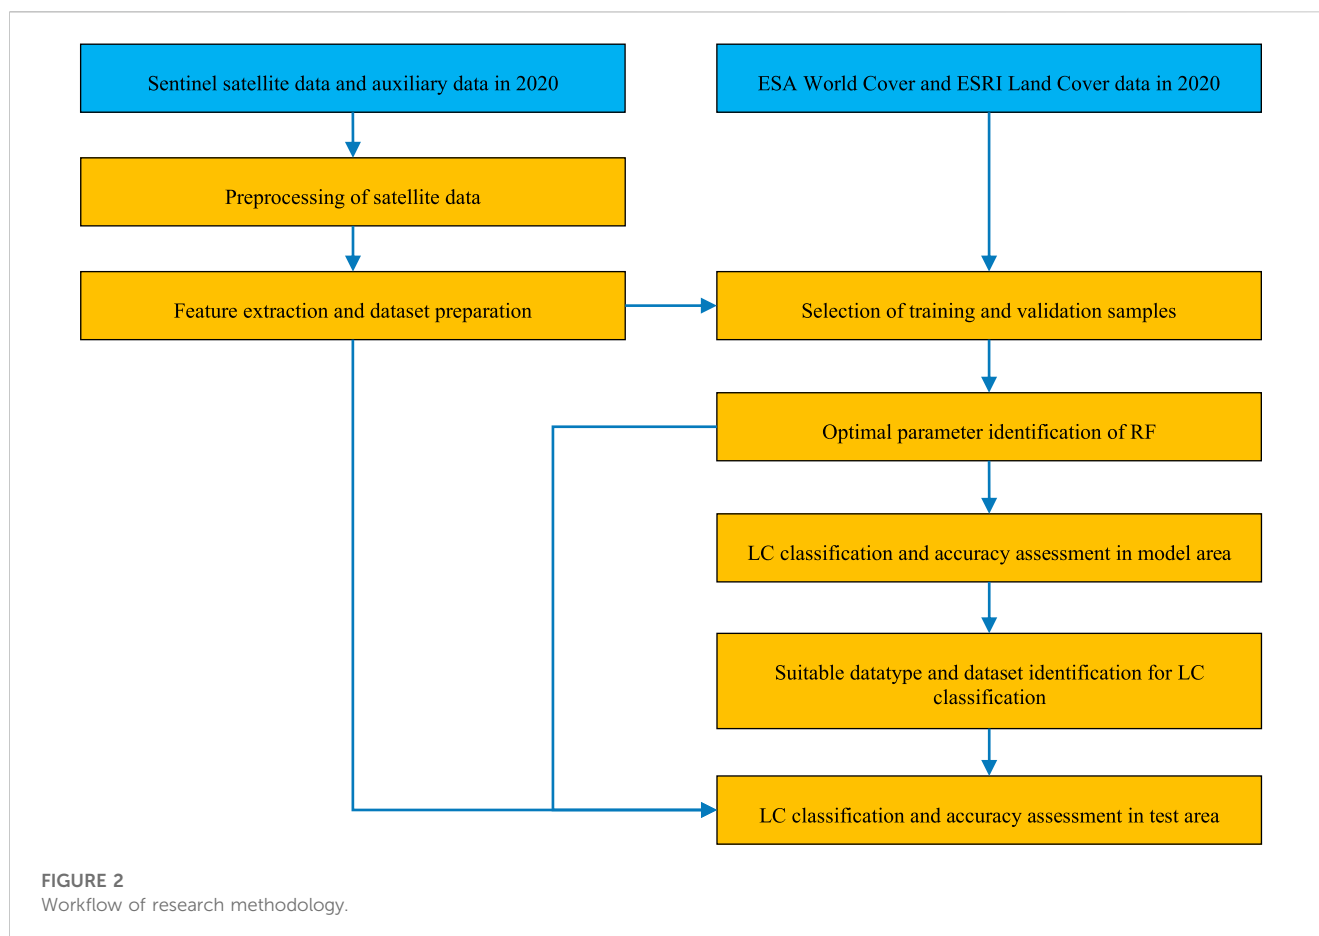 Sentinel satellite data and auxiliary data in 2020
ESA World Cover and ESRI Land Cover data in 2020
Preprocessing of satellite data
Feature extraction and dataset preparation
Selection of training and validation samples
Optimal parameter identification of RF
LC classification and accuracy assessment in model area
Suitable datatype and dataset identification for LC
classification
LC classification and accuracy assessment in test area
FIGURE 2
Workflow of research methodology.